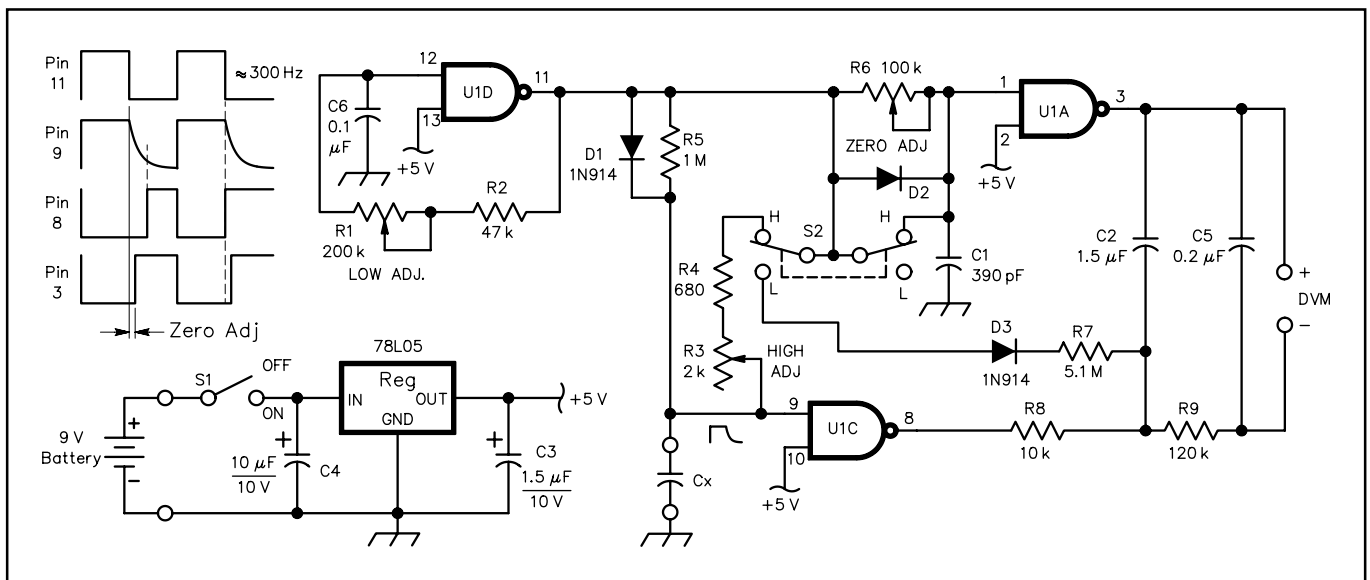 Pin
11
≈300 Hz
Pin
9
Pin
8
Pin
3
Zero Adj
12
13
U1D
11
C6
0.1
µF
+5 V
R1
200 k
LOW ADJ.
R2
47 k
D1
1N914
R5
1 M
R6 100 k
ZERO ADJ
D2
1
2
U1A
3
+5 V
H
S2
H
L
L
C1
390 pF
R4
680
R3
2 k
HIGH
ADJ
C2
1.5 µF
C5
0.2 µF
+
DVM
−
D3
1N914
R7
5.1 M
9
10
U1C
8
+5 V
R8
10 k
R9
120 k
Cx
78L05
Reg
IN
OUT
GND
S1
OFF
ON
9 V
Battery
+
−
+
10 µF
10 V
C4
+
C3
1.5 µF
10 V
+5 V